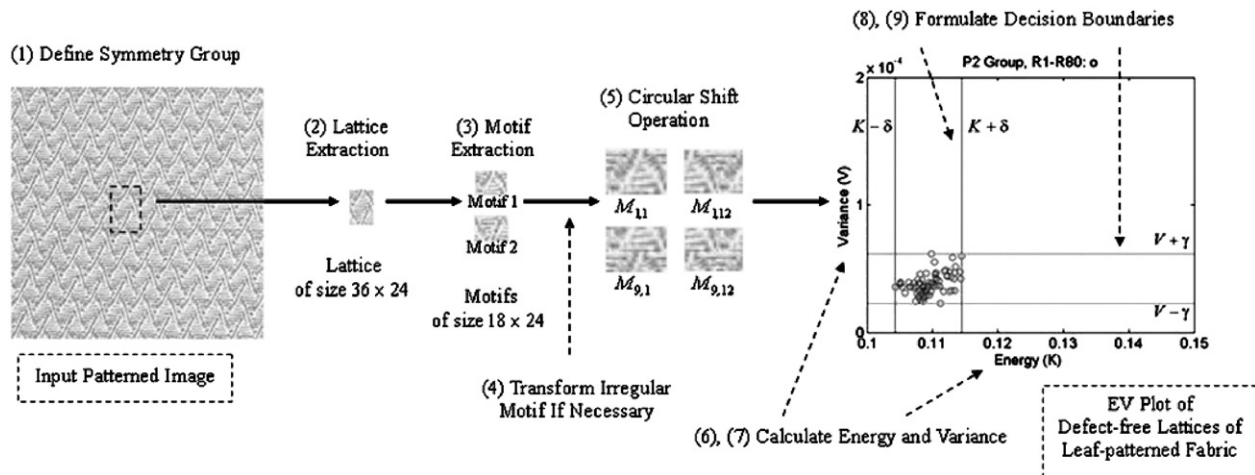 (1) Define Symmetry Group
Input Patterned Image
(2) Lattice
Extraction
Lattice
of size 36 x 24
(3) Motif
Extraction
Motif 1
Motif 2
Motifs
of size 18 x 24
(4) Transform Irregular
Motif If Necessary
(5) Circular Shift
Operation
M1,1
M1,12
M9,1
M9,12
(6), (7) Calculate Energy and Variance
(8), (9) Formulate Decision Boundaries
P2 Group, R1-R80: o
2 x 10⁻⁴
K − δ
K + δ
Variance (V)
1
V + γ
V − γ
0
0.1 0.11 0.12 0.13 0.14 0.15
Energy (K)
EV Plot of
Defect-free Lattices of
Leaf-patterned Fabric